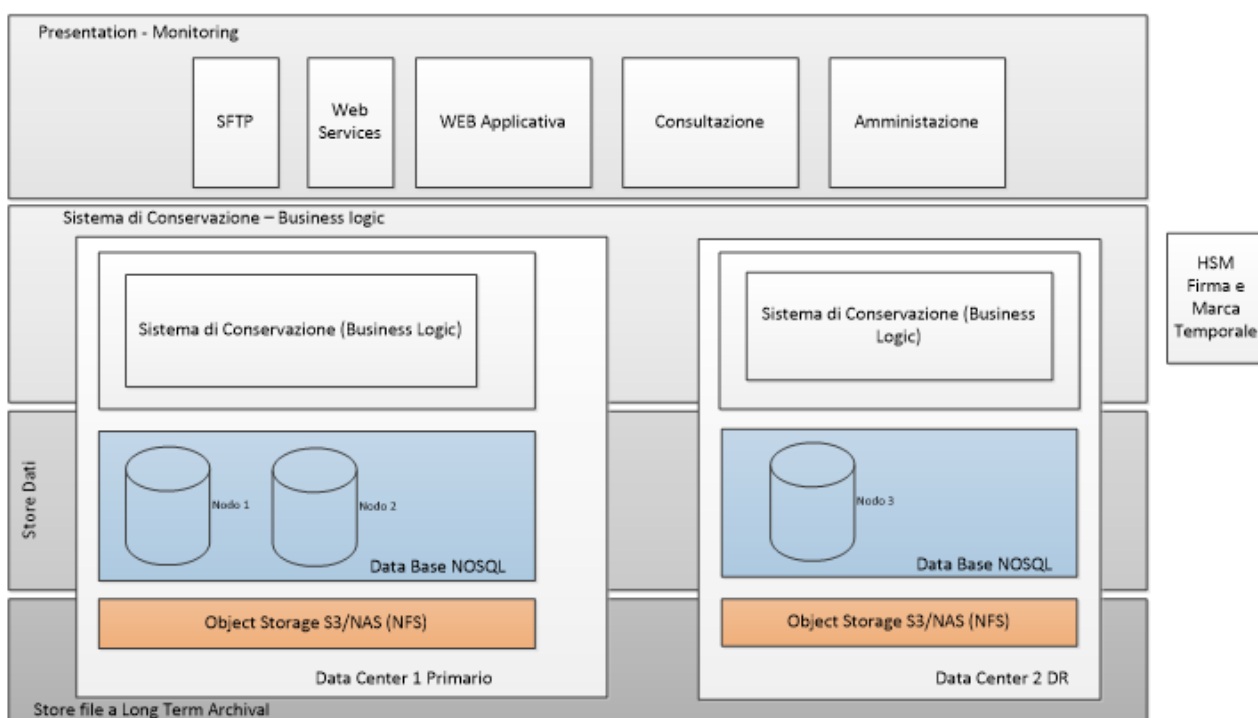 Presentation - Monitoring
SFTP
Web
Services
WEB Applicativa
Consultazione
Amministazione
Sistema di Conservazione – Business logic
Sistema di Conservazione (Business Logic)
Sistema di Conservazione (Business
Logic)
HSM
Firma e
Marca
Temporale
Store Dati
Nodo 1
Nodo 2
Data Base NOSQL
Nodo 3
Data Base NOSQL
Object Storage S3/NAS (NFS)
Object Storage S3/NAS (NFS)
Data Center 1 Primario
Data Center 2 DR
Store file a Long Term Archival